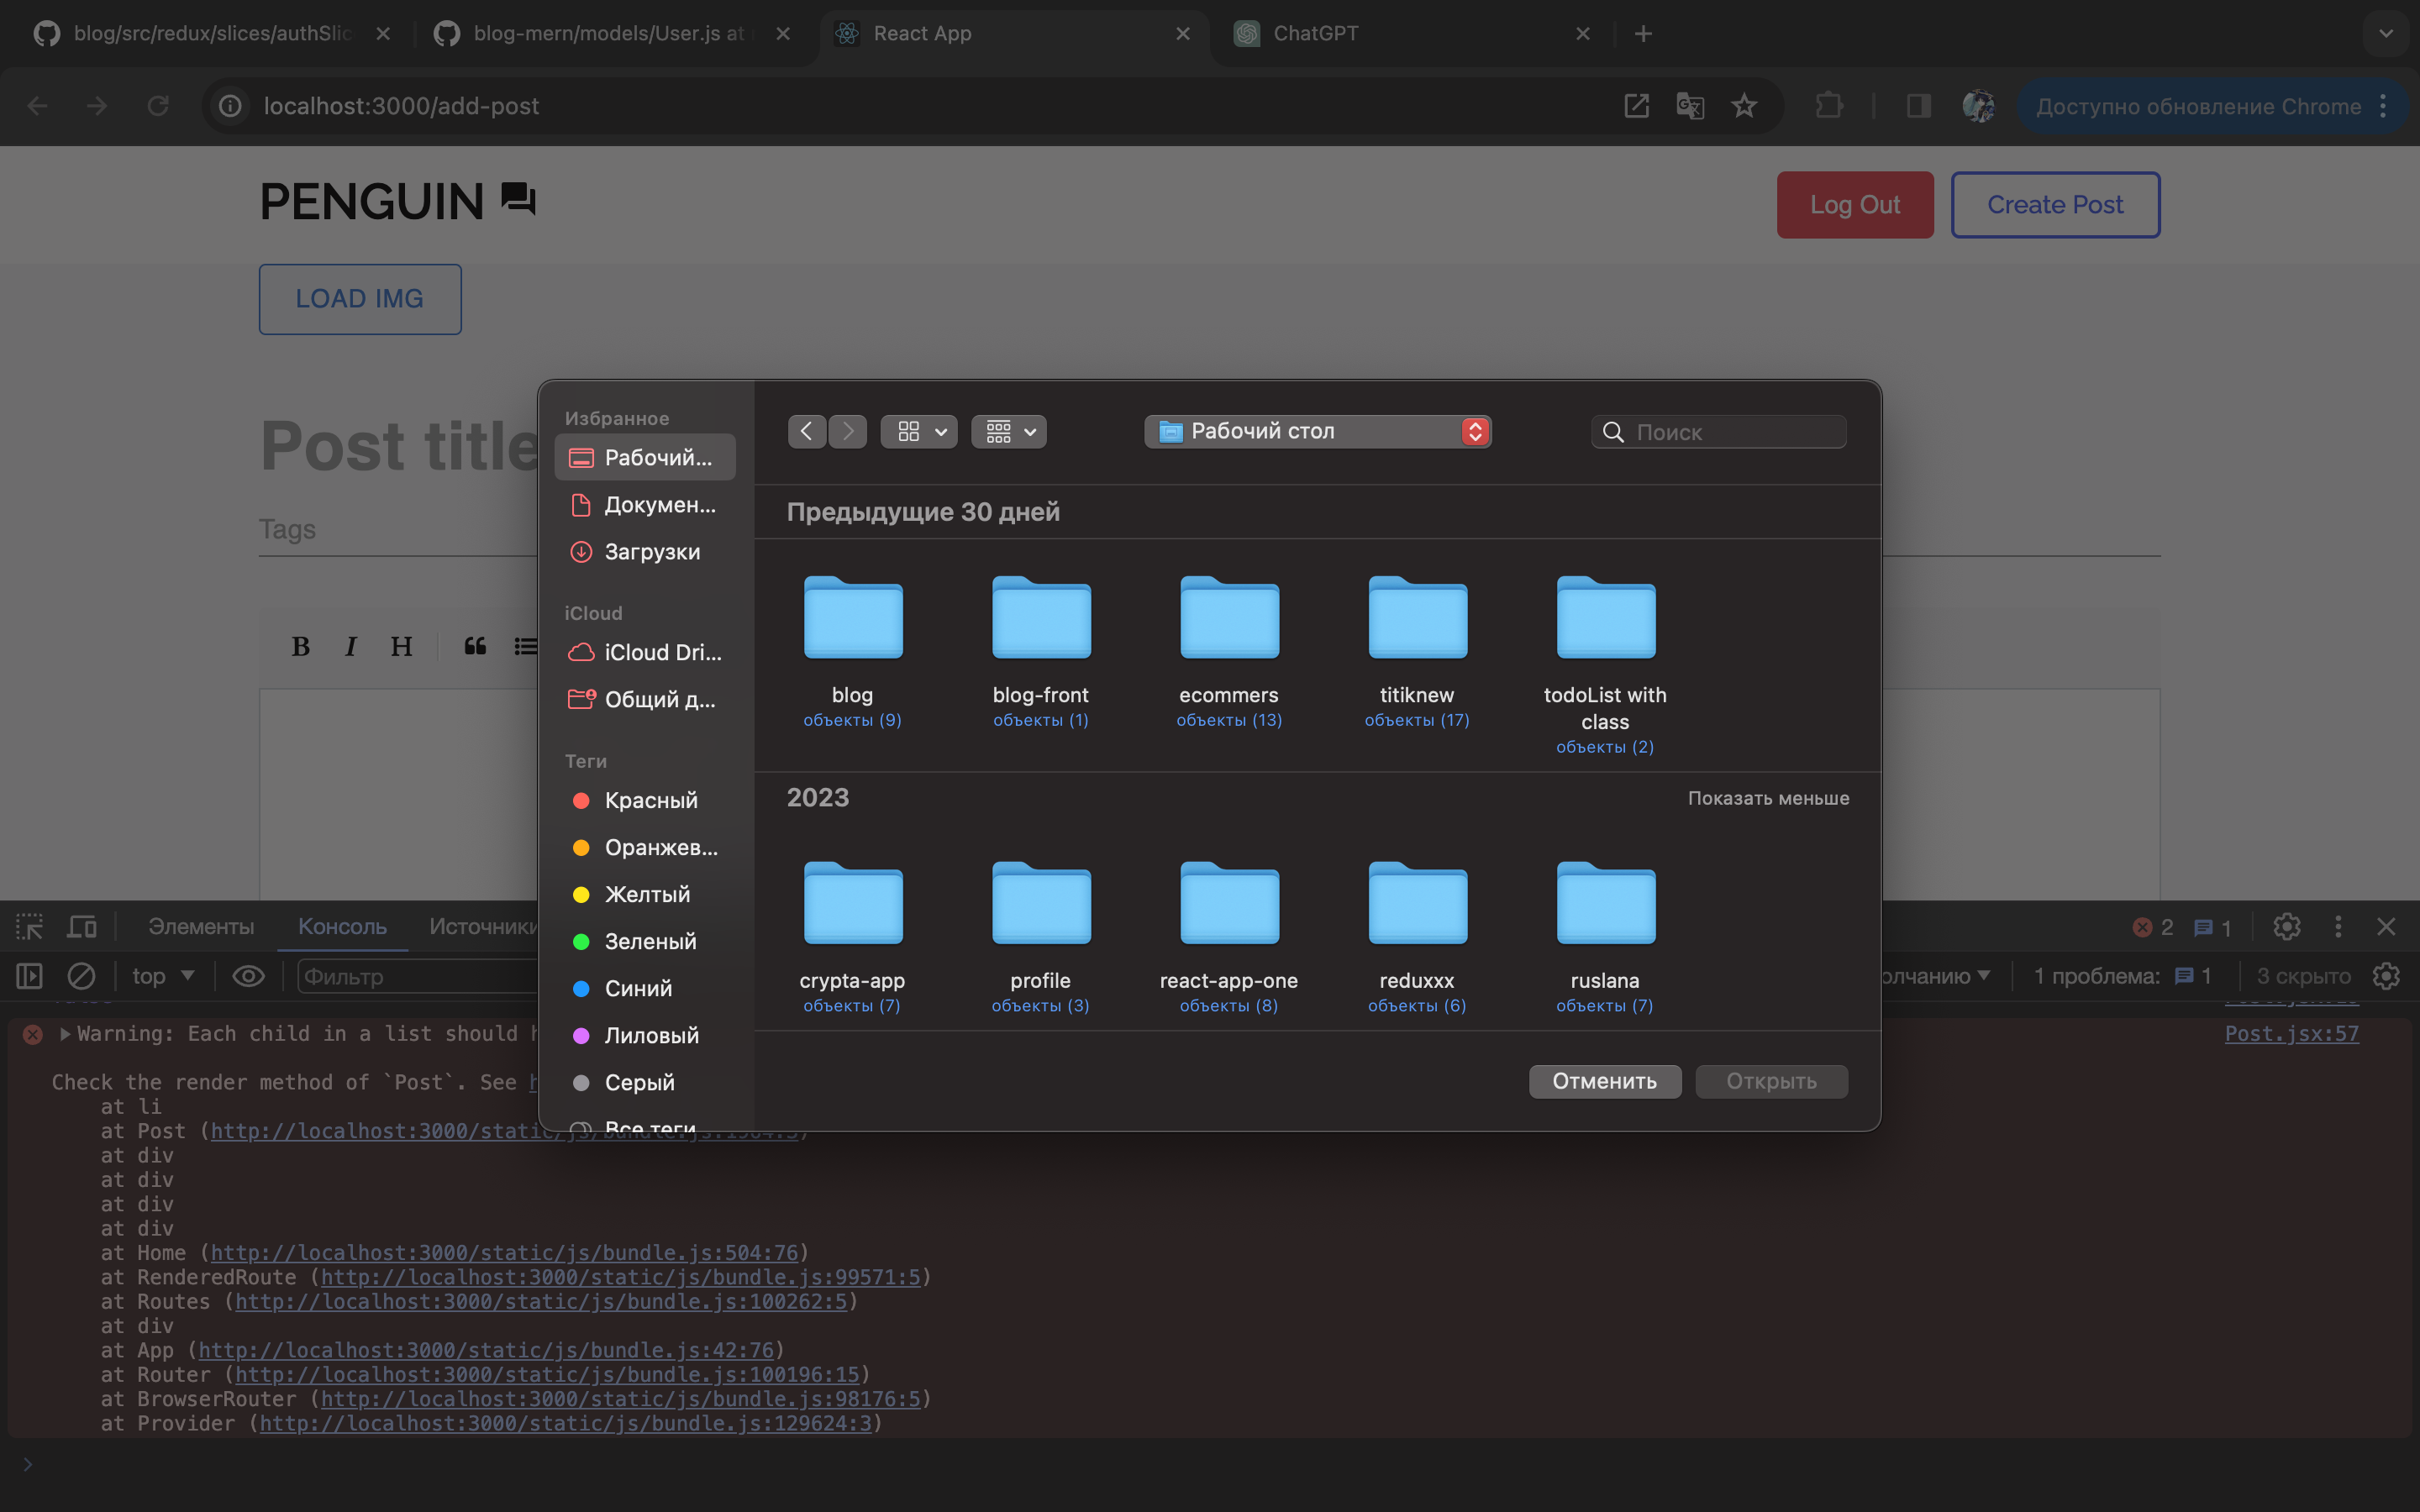 blog/src/redux/slices/authSlic
blog-mern/models/User.js at
React App
ChatGPT
localhost:3000/add-post
Доступно обновление Chrome
PENGUIN
Log Out
Create Post
LOAD IMG
Post title
Tags
B I H
Избранное
Рабочий...
Докумен...
Загрузки
iCloud
iCloud Dri...
Общий д...
Теги
Красный
Оранжев...
Желтый
Зеленый
Синий
Лиловый
Серый
Все теги
Рабочий стол
Поиск
Предыдущие 30 дней
blog
объекты (9)
blog-front
объекты (1)
ecommers
объекты (13)
titiknew
объекты (17)
todoList with
class
объекты (2)
2023
Показать меньше
crypta-app
объекты (7)
profile
объекты (3)
react-app-one
объекты (8)
reduxxx
объекты (6)
ruslana
объекты (7)
Отменить
Открыть
Элементы
Консоль
Источники
2
1
top
Фильтр
олчанию
1 проблема: 1
3 скрыто
Warning: Each child in a list should h
Post.jsx:57
Check the render method of `Post`. See h
at li
at Post (http://localhost:3000/static/js/bundle.js:1964:3)
at div
at div
at div
at div
at Home (http://localhost:3000/static/js/bundle.js:504:76)
at RenderedRoute (http://localhost:3000/static/js/bundle.js:99571:5)
at Routes (http://localhost:3000/static/js/bundle.js:100262:5)
at div
at App (http://localhost:3000/static/js/bundle.js:42:76)
at Router (http://localhost:3000/static/js/bundle.js:100196:15)
at BrowserRouter (http://localhost:3000/static/js/bundle.js:98176:5)
at Provider (http://localhost:3000/static/js/bundle.js:129624:3)